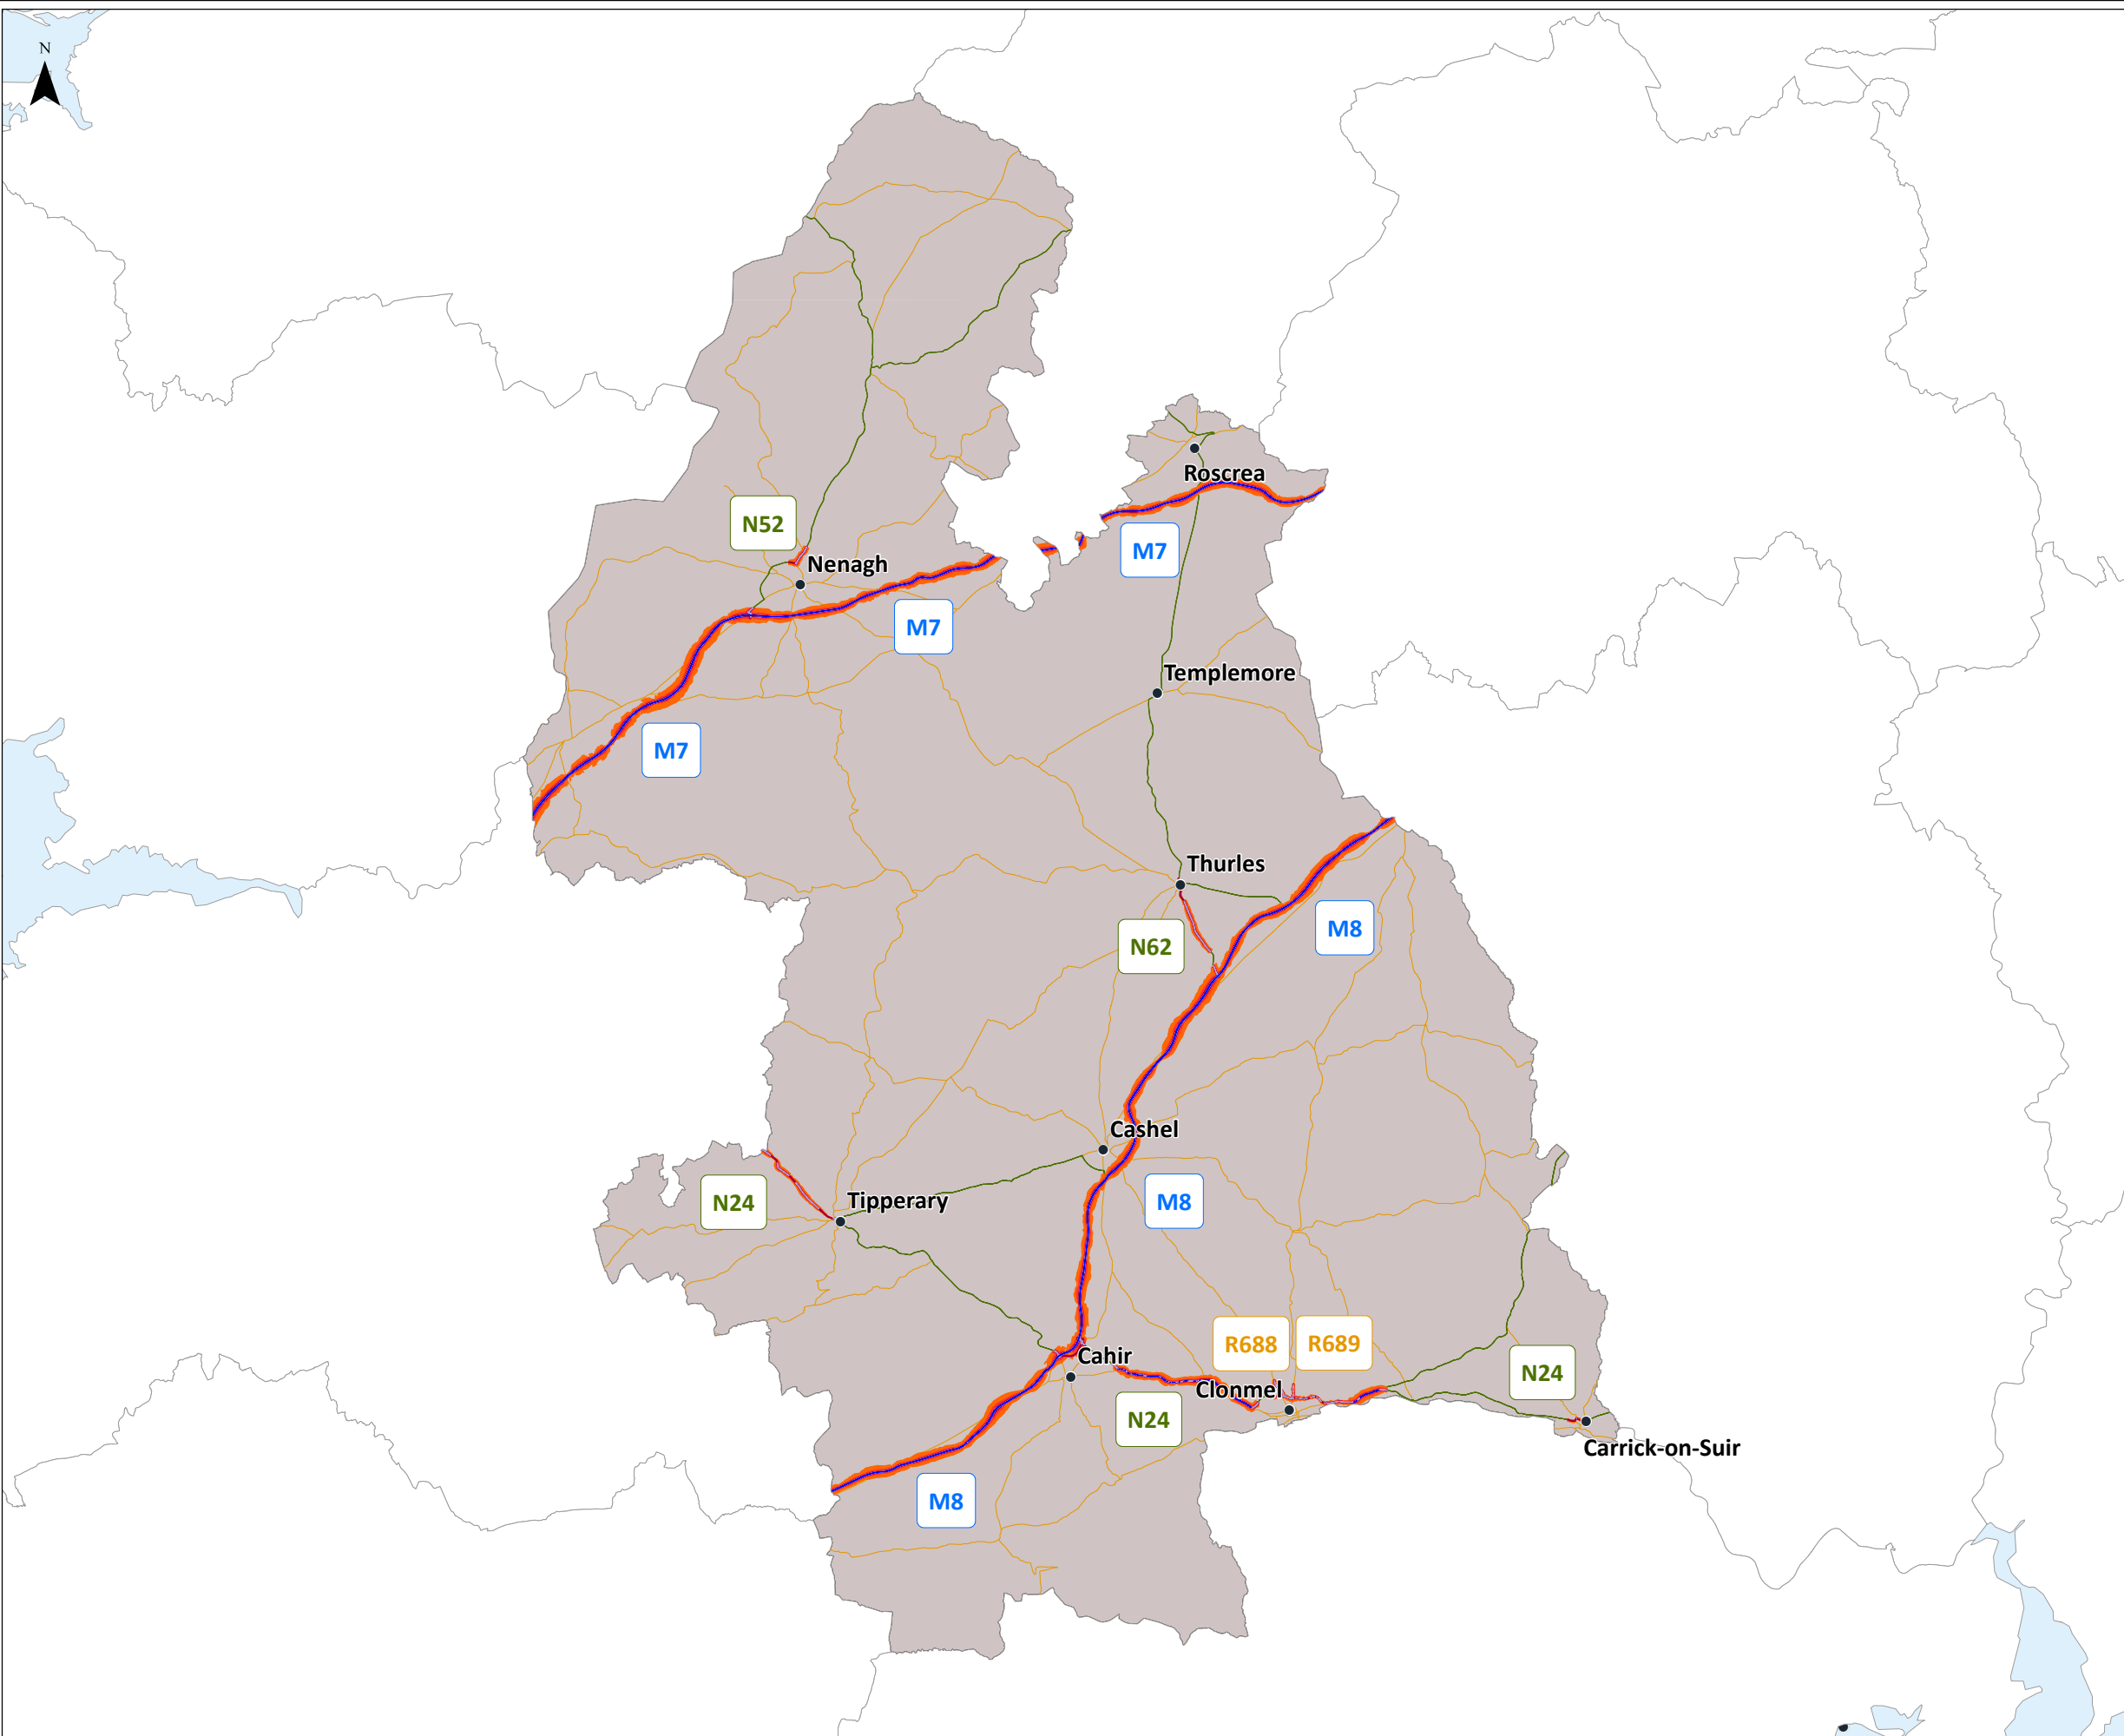 N
Roscrea
N52
M7
Nenagh
M7
Templemore
M7
Thurles
M8
N62
Cashel
Tipperary
M8
N24
R688
R689
Cahir
N24
Clonmel
N24
Carrick-on-Suir
M8